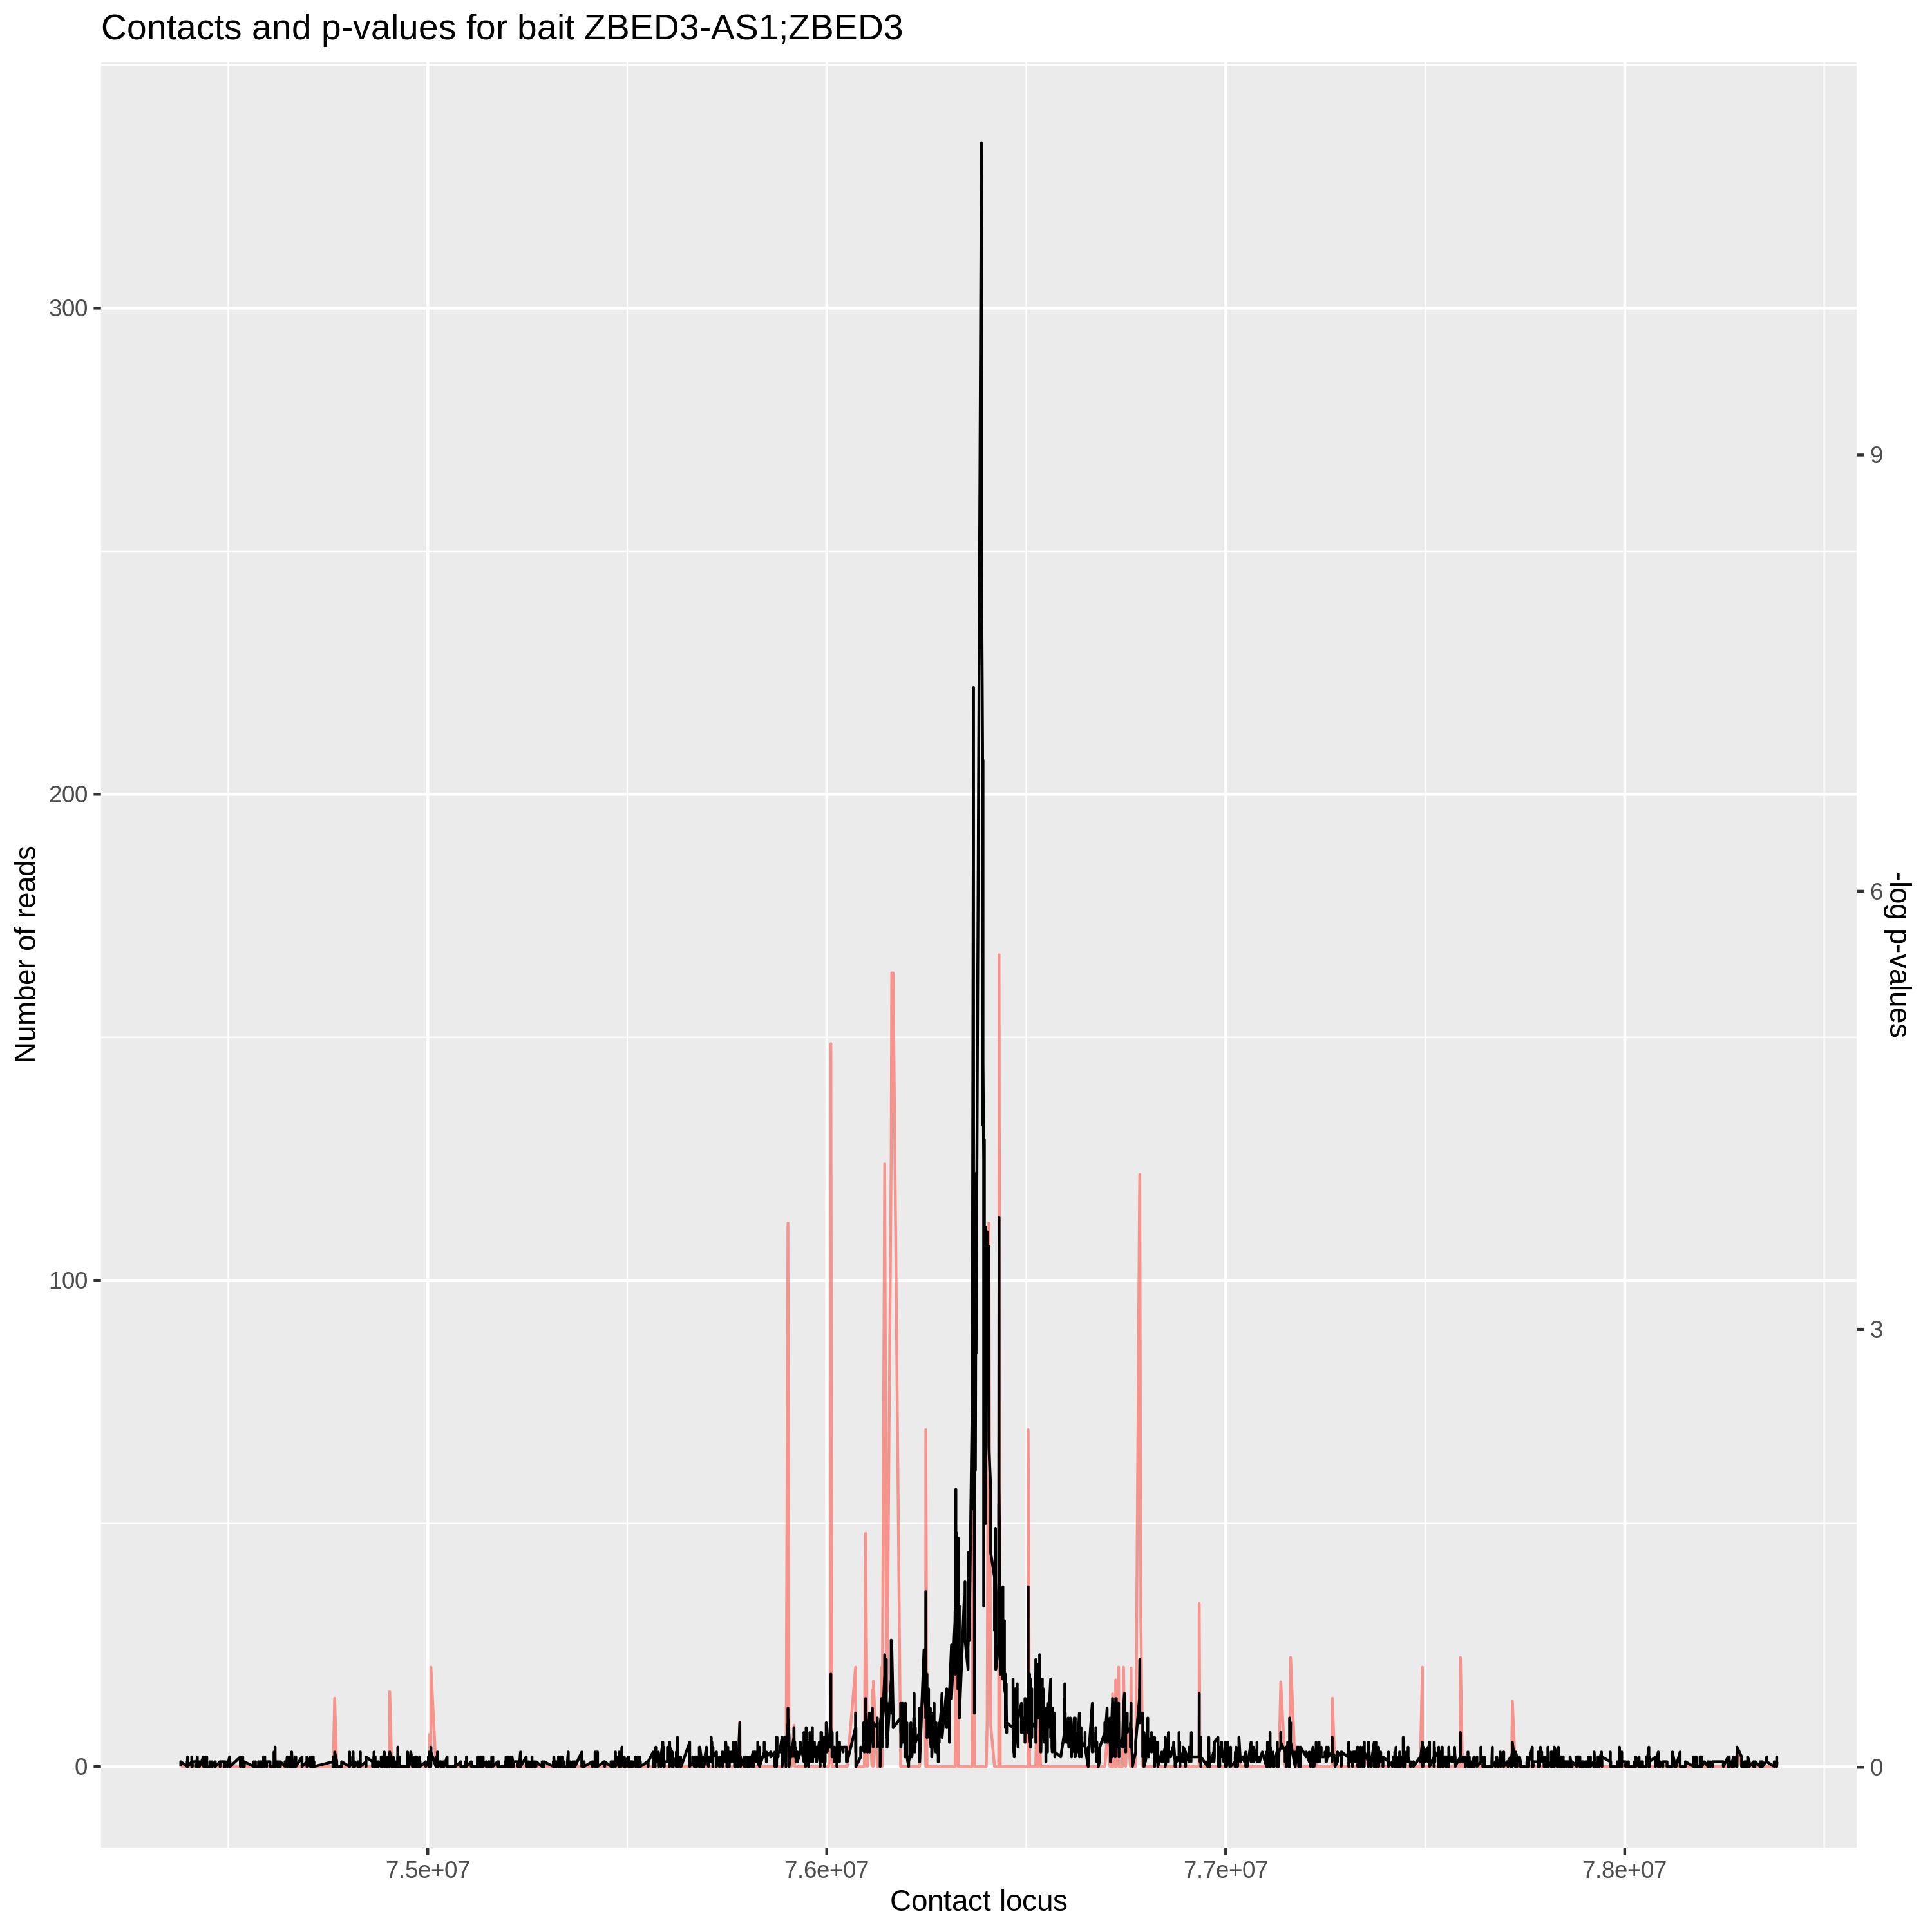 Contacts and p-values for bait ZBED3-AS1;ZBED3
300
200
100
0
Number of reads
9
6
3
0
-log p-values
7.5e+07 7.6e+07 7.7e+07 7.8e+07
Contact locus